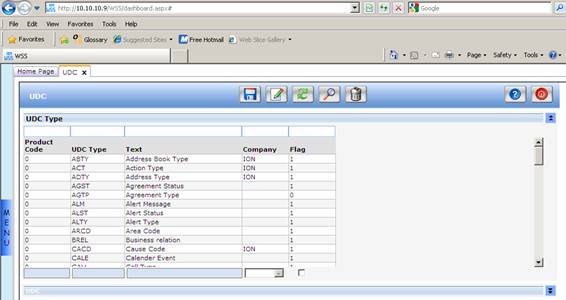 http://10.10.10.9/WSS/dashboard.aspx#
Google
File Edit View Favorites Tools Help
Favorites Glossary Suggested Sites Free Hotmail Web Slice Gallery
WSS Page Safety Tools
Home Page UDC X
UDC
UDC Type
Product Code UDC Type Text Company Flag
0 ABTY Address Book Type ION 1
0 ACT Action Type ION 1
0 ADTY Address Type ION 1
0 AGST Agreement Status 1
0 AGTP Agreement Type 0
0 ALM Alert Message 1
0 ALST Alert Status 1
0 ALTY Alert Type 1
0 ARCD Area Code 1
0 BREL Business relation 1
0 CACD Cause Code ION 1
0 CALE Calender Event 1
MENU
UDC